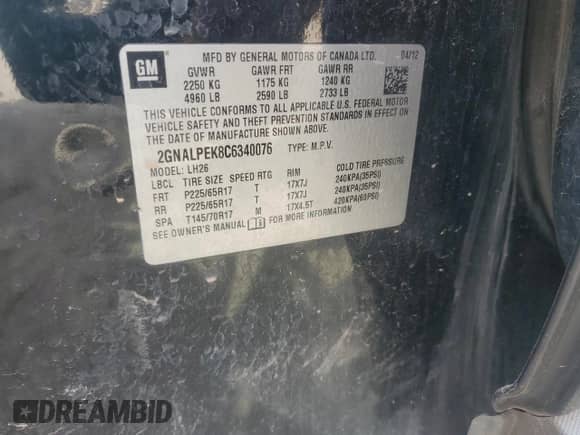 GM
MFD BY GENERAL MOTORS OF CANADA LTD. 04/12
GVWR GAWR FRT GAWR RR
2250 KG 1175 KG 1240 KG
4960 LB 2590 LB 2733 LB
THIS VEHICLE CONFORMS TO ALL APPLICABLE U.S. FEDERAL MOTOR
VEHICLE SAFETY AND THEFT PREVENTION STANDARDS IN EFFECT ON
THE DATE OF MANUFACTURE SHOWN ABOVE.
2GNALPEK8C6340076 TYPE: M.P.V.
MODEL: LH26
LBCL TIRE SIZE SPEED RTG RIM COLD TIRE PRESSURE
FRT P225/65R17 T 17X7J 240KPA(35PSI)
RR P225/65R17 T 17X7J 240KPA(35PSI)
SPA T145/70R17 M 17X4.5T 420KPA(60PSI)
SEE OWNER'S MANUAL FOR MORE INFORMATION.
DREAMBID